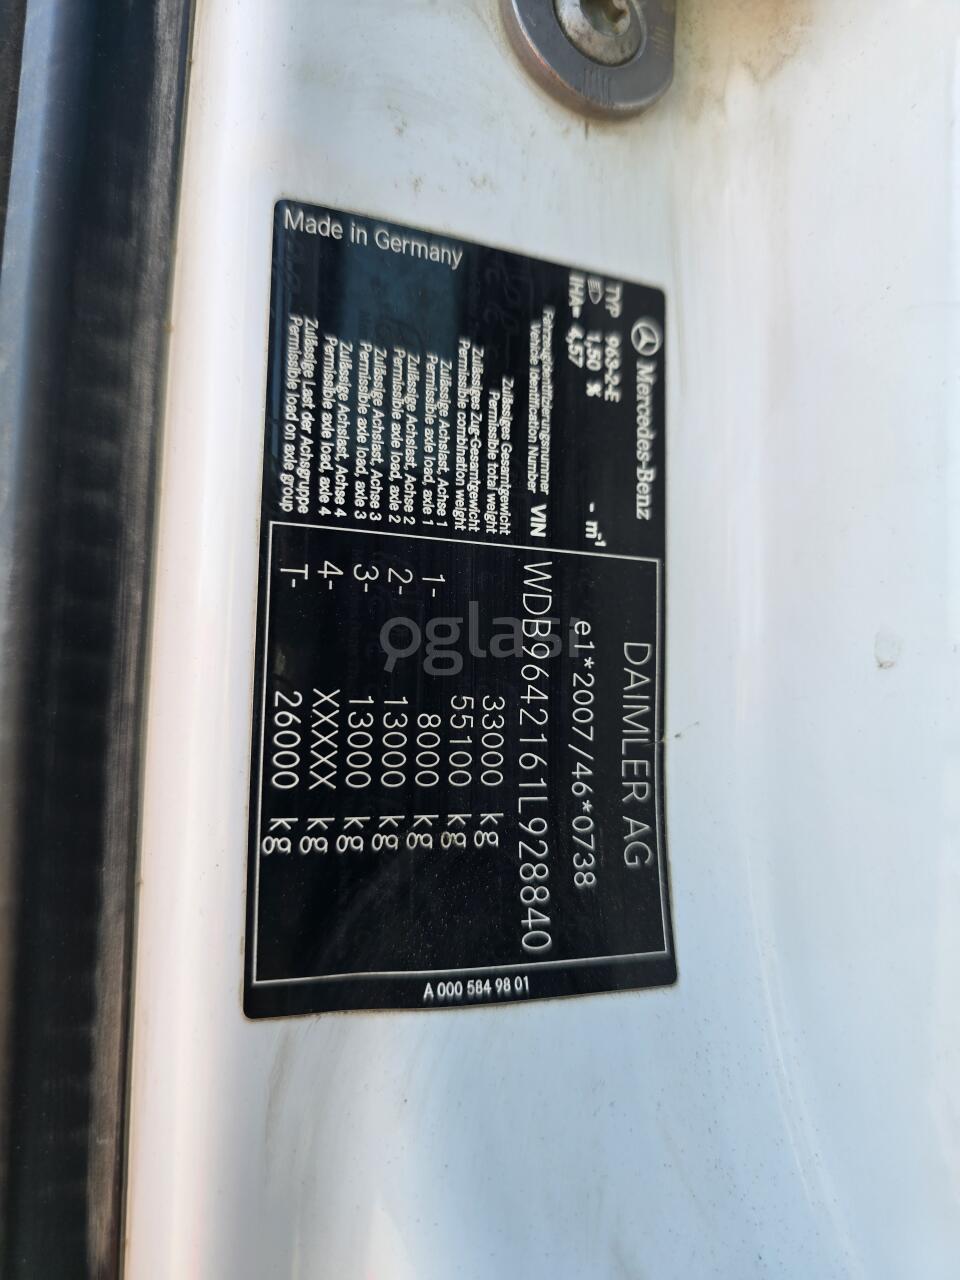 Mercedes-Benz
DAIMLER AG
TYP 963-2-E
1,50 %
- m-1
IHA= 4,57
e1*2007/46*0738
Fahrzeugidentifizierungsnummer
Vehicle Identification Number
VIN
WDB9642161L928840
Zulässiges Gesamtgewicht
Permissible total weight
33000 kg
Zulässiges Zug-Gesamtgewicht
Permissible combination weight
55100 kg
Zulässige Achslast, Achse 1
Permissible axle load, axle 1
1- 8000 kg
Zulässige Achslast, Achse 2
Permissible axle load, axle 2
2- 13000 kg
Zulässige Achslast, Achse 3
Permissible axle load, axle 3
3- 13000 kg
Zulässige Achslast, Achse 4
Permissible axle load, axle 4
4- XXXXX kg
Zulässige Last der Achsgruppe
Permissible load on axle group
T- 26000 kg
Made in Germany
A 000 584 98 01
oglasi